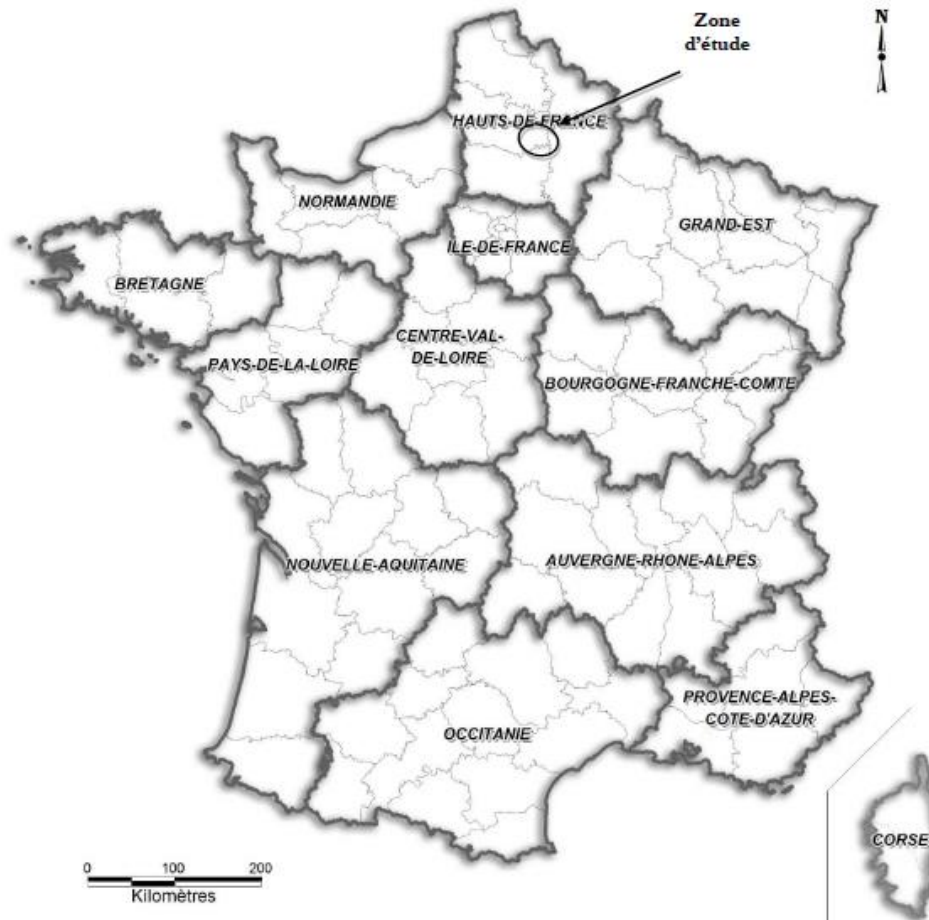 Zone
d'étude
N
HAUTS-DE-FRANCE
NORMANDIE
GRAND-EST
ILE-DE-FRANCE
BRETAGNE
CENTRE-VAL-
DE-LOIRE
PAYS-DE-LA-LOIRE
BOURGOGNE-FRANCHE-COMTE
NOUVELLE-AQUITAINE
AUVERGNE-RHONE-ALPES
PROVENCE-ALPES-
COTE-D'AZUR
OCCITANIE
CORSE
0 100 200
Kilomètres